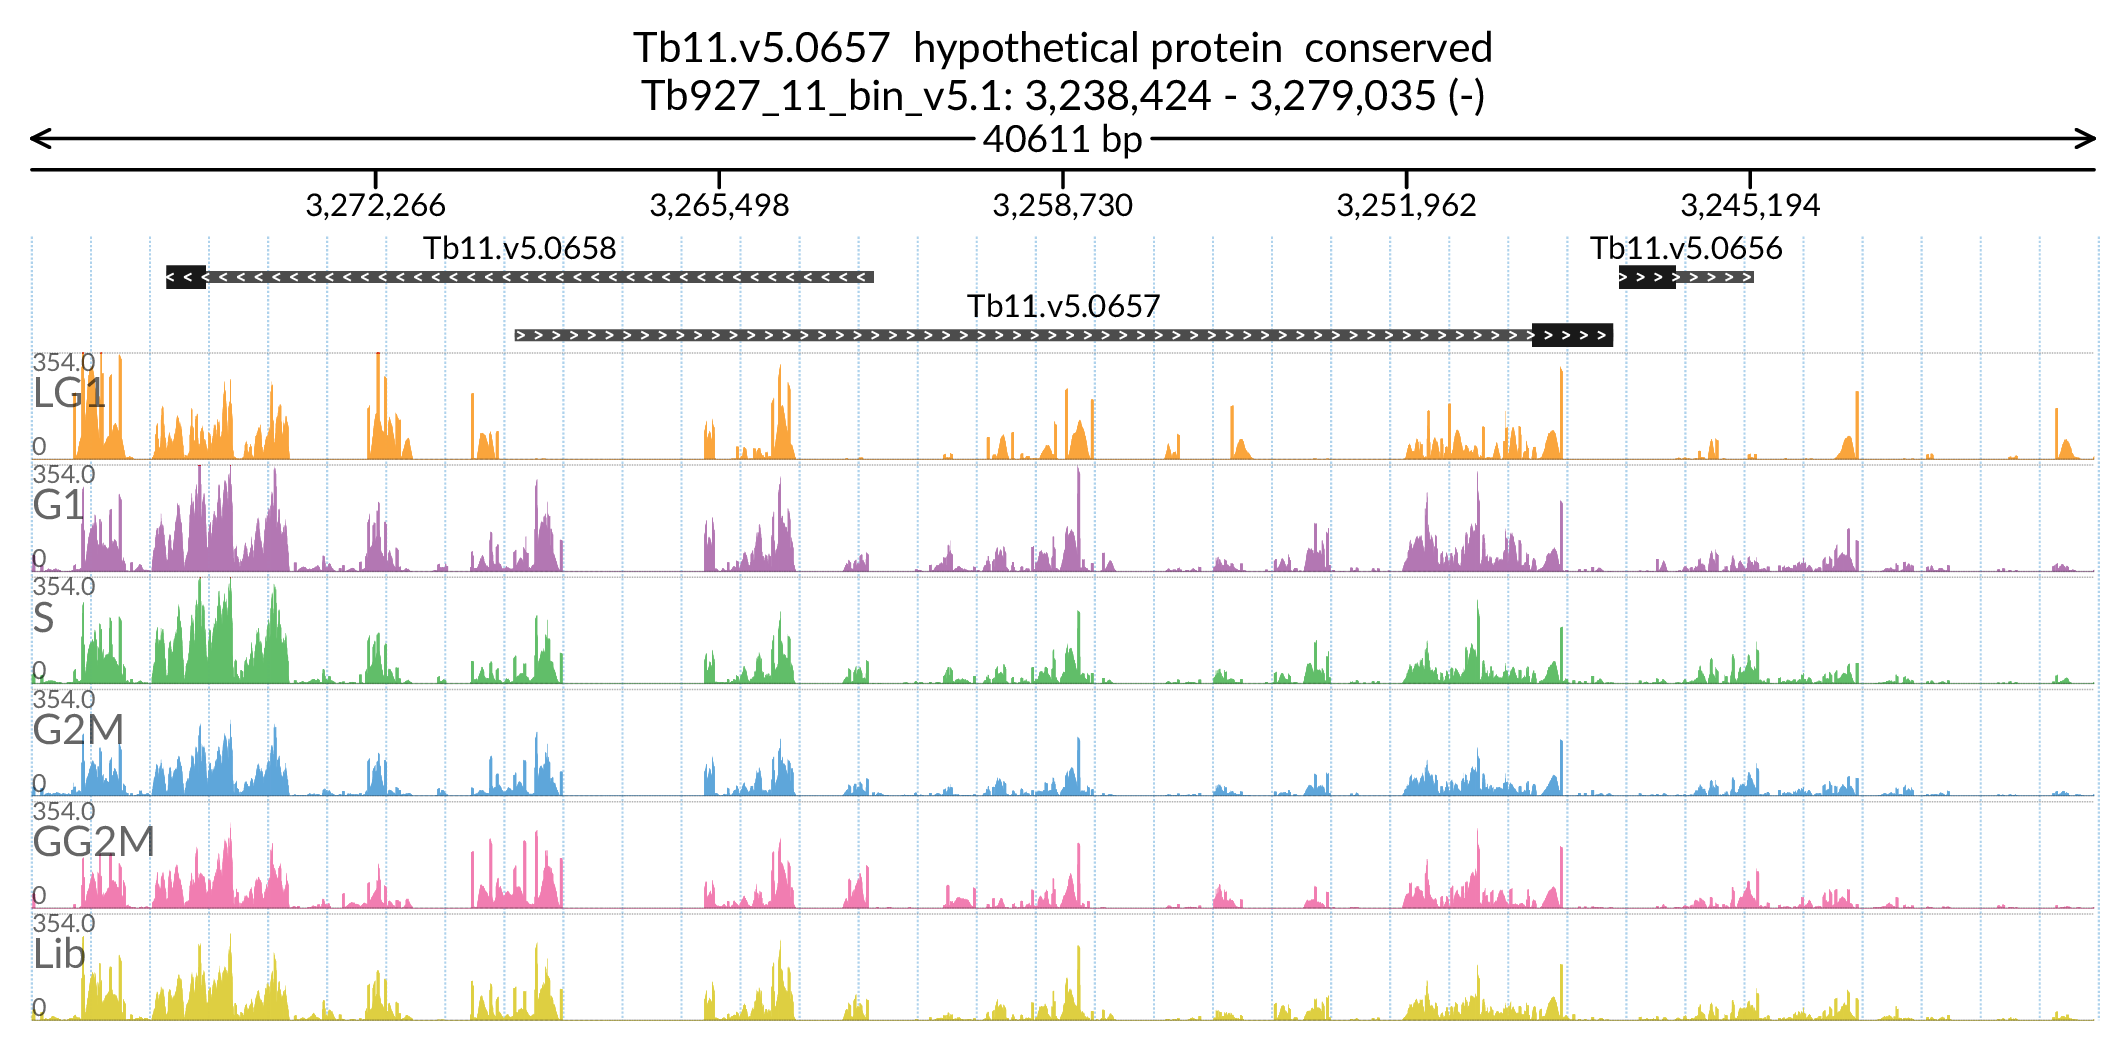 Tb11.v5.0657 hypothetical protein conserved
Tb927_11_bin_v5.1: 3,238,424 - 3,279,035 (-)
40611 bp
3,272,266 3,265,498 3,258,730 3,251,962 3,245,194
Tb11.v5.0658 Tb11.v5.0656
Tb11.v5.0657
354.0
LG1
0
354.0
G1
0
354.0
S
0
354.0
G2M
0
354.0
GG2M
0
354.0
Lib
0